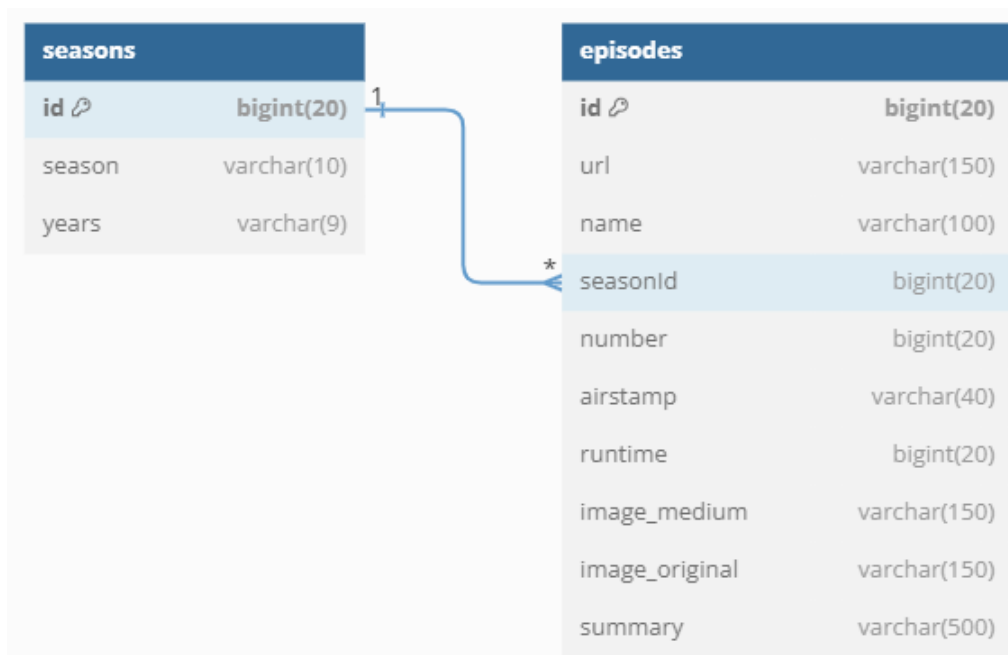 seasons
id bigint(20)
season varchar(10)
years varchar(9)
1
*
episodes
id bigint(20)
url varchar(150)
name varchar(100)
seasonId bigint(20)
number bigint(20)
airstamp varchar(40)
runtime bigint(20)
image_medium varchar(150)
image_original varchar(150)
summary varchar(500)